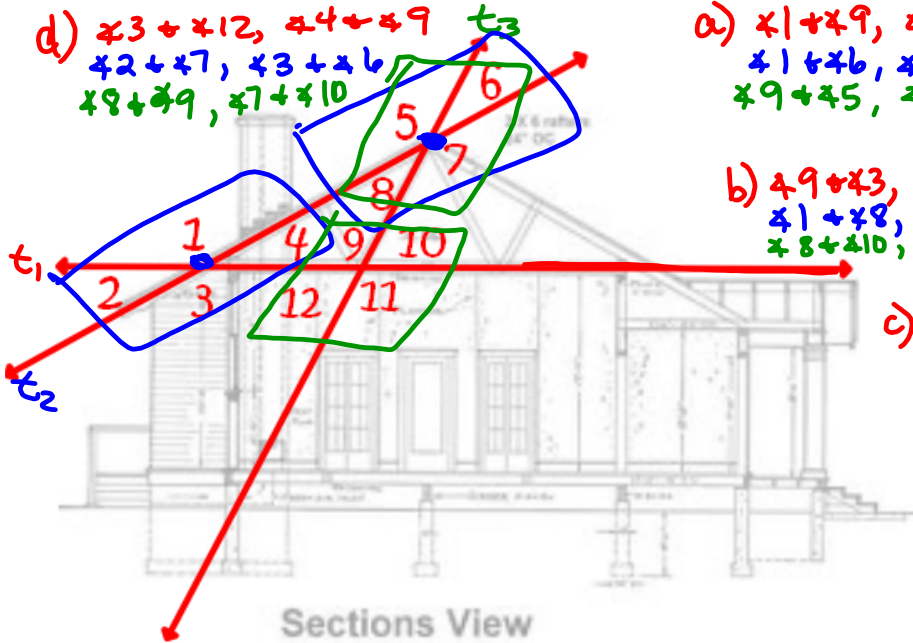 d) ∡3 + ∡12, ∡4 + ∡9
∡2 + ∡7, ∡3 + ∡6
∡8 + ∡9, ∡7 + ∡10
t3
a) ∡1 + ∡9,
∡1 + ∡6,
∡9 + ∡5,
6
5
7
8
b) ∡9 + ∡3,
∡1 + ∡8,
∡8 + ∡10,
1
4
9
10
t1
2
3
12
11
c)
t2
Sections View